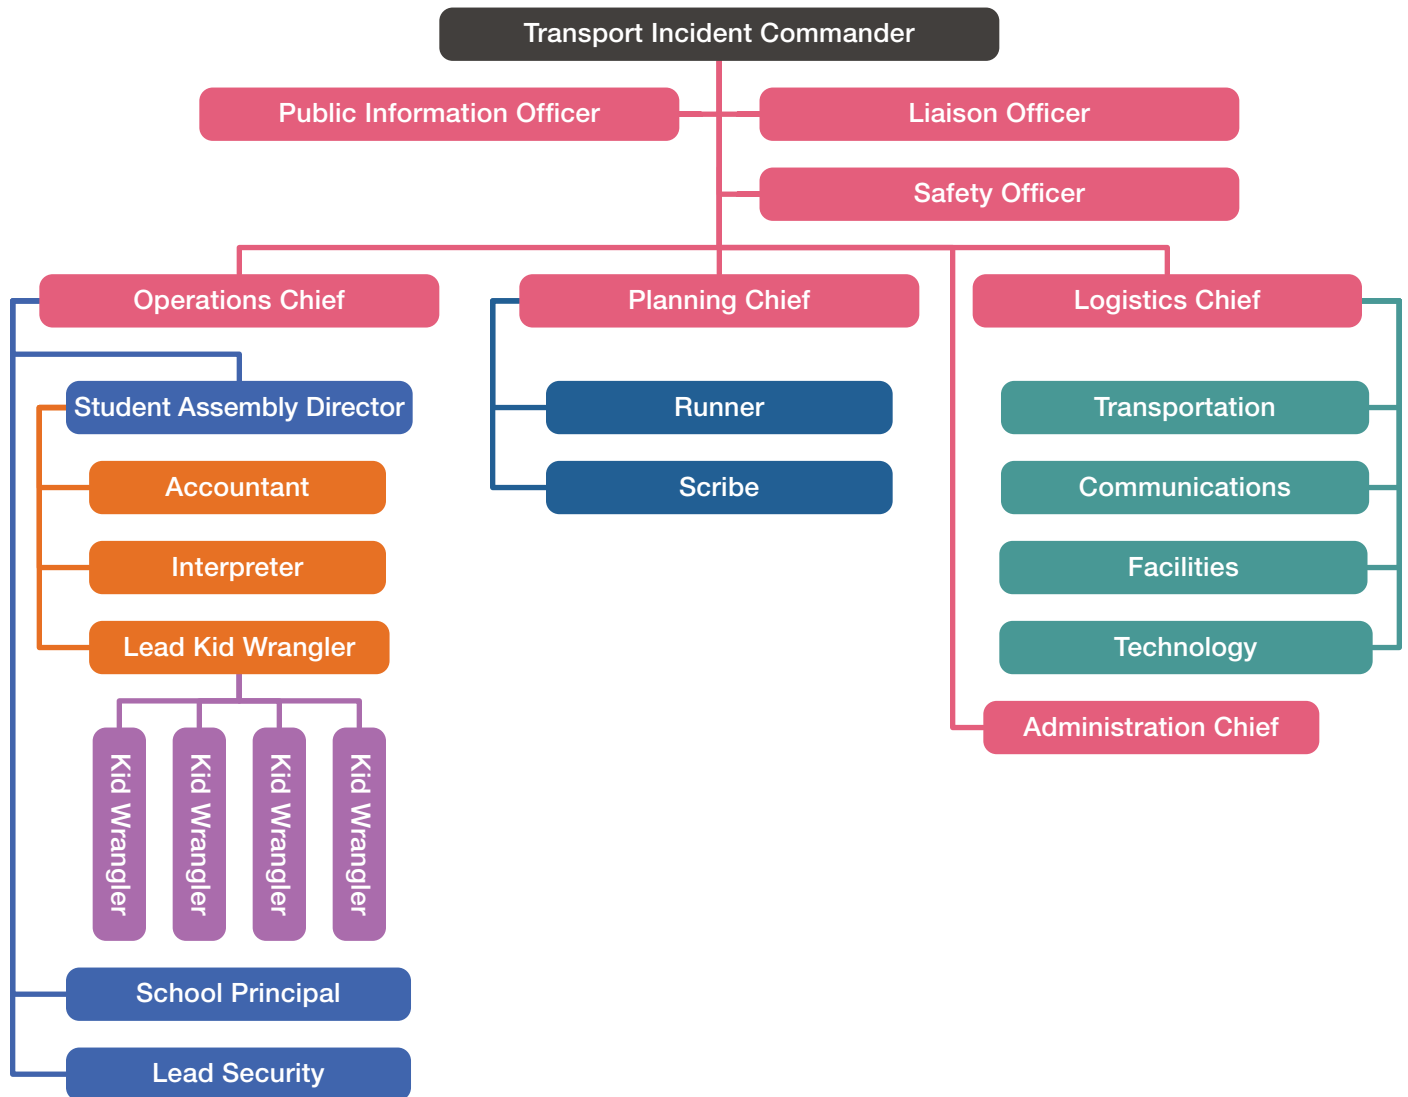 Transport Incident Commander
Public Information Officer
Liaison Officer
Safety Officer
Operations Chief
Planning Chief
Logistics Chief
Student Assembly Director
Runner
Transportation
Accountant
Scribe
Communications
Interpreter
Facilities
Lead Kid Wrangler
Technology
Administration Chief
Kid Wrangler
Kid Wrangler
Kid Wrangler
Kid Wrangler
School Principal
Lead Security